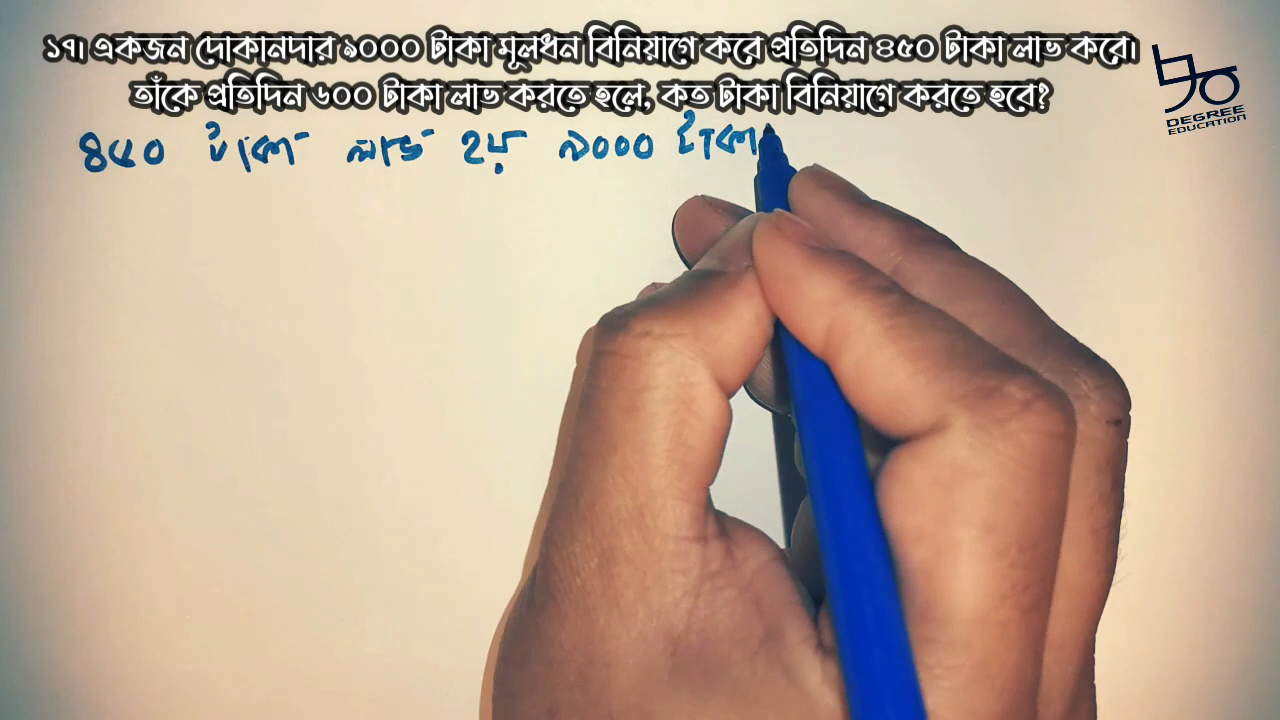 ১৭। একজন দোকানদার ৯০০০ টাকা মূলধন বিনিয়োগ করে প্রতিদিন ৪৫০ টাকা লাভ করে।
তাঁকে প্রতিদিন ৬০০ টাকা লাভ করতে হলে, কত টাকা বিনিয়োগ করতে হবে?
৪৫০ টাকা লাভ হয় ৯০০০ টাকা
DEGREE
EDUCATION